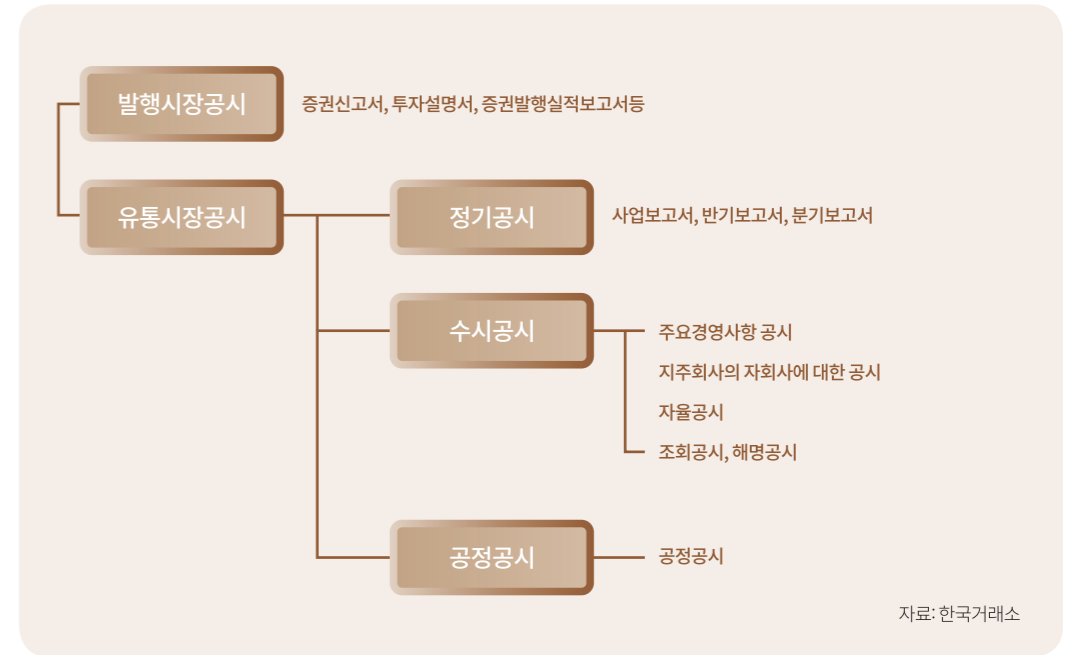 발행시장공시
증권신고서, 투자설명서, 증권발행실적보고서등
유통시장공시
정기공시
사업보고서, 반기보고서, 분기보고서
수시공시
주요경영사항 공시
지주회사의 자회사에 대한 공시
자율공시
조회공시, 해명공시
공정공시
공정공시
자료: 한국거래소